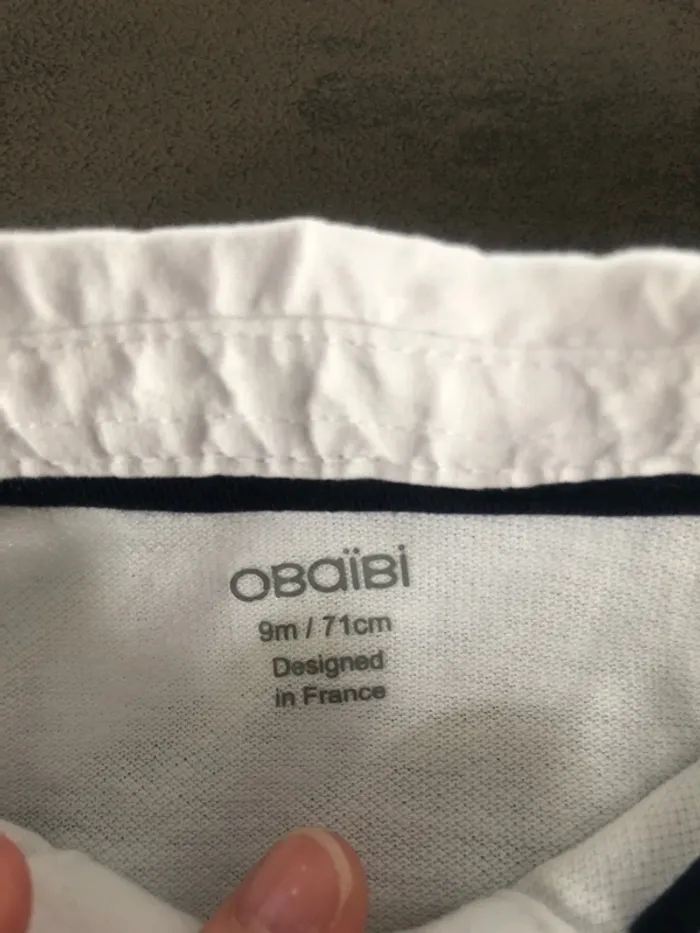 OBaïBi
9m / 71cm
Designed
in France